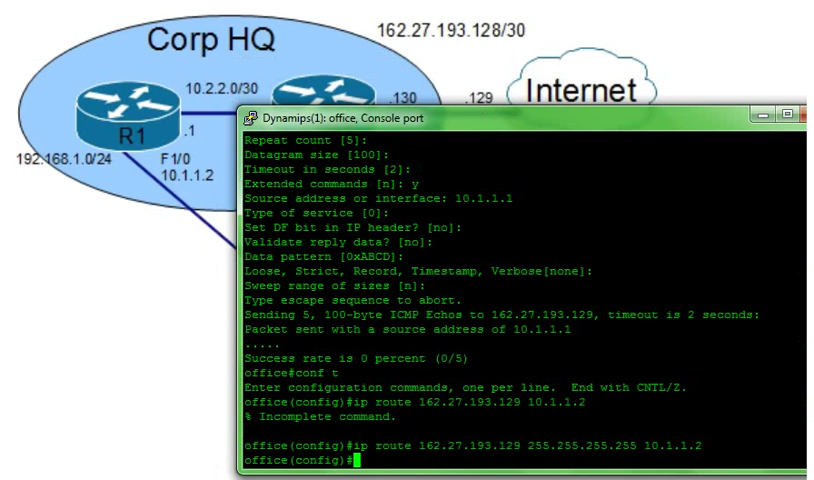 162.27.193.128/30
Corp HQ
10.2.2.0/30
Internet
.130
.129
R1
.1
192.168.1.0/24
F1/0
10.1.1.2
Dynamips(1): office, Console port
Repeat count [5]:
Datagram size [100]:
Timeout in seconds [2]:
Extended commands [n]: y
Source address or interface: 10.1.1.1
Type of service [0]:
Set DF bit in IP header? [no]:
Validate reply data? [no]:
Data pattern [0xABCD]:
Loose, Strict, Record, Timestamp, Verbose[none]:
Sweep range of sizes [n]:
Type escape sequence to abort.
Sending 5, 100-byte ICMP Echos to 162.27.193.129, timeout is 2 seconds:
Packet sent with a source address of 10.1.1.1
.....
Success rate is 0 percent (0/5)
office#conf t
Enter configuration commands, one per line.  End with CNTL/Z.
office(config)#ip route 162.27.193.129 10.1.1.2
% Incomplete command.
office(config)#ip route 162.27.193.129 255.255.255.255 10.1.1.2
office(config)#